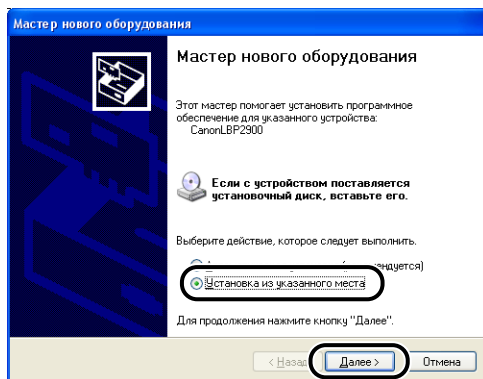 Мастер нового оборудования
Мастер нового оборудования
Этот мастер помогает установить программное
обеспечение для указанного устройства:
CanonLBP2900
Если с устройством поставляется
установочный диск, вставьте его.
Выберите действие, которое следует выполнить.
Установка из указанного места
Для продолжения нажмите кнопку "Далее".
< Назад
Далее >
Отмена